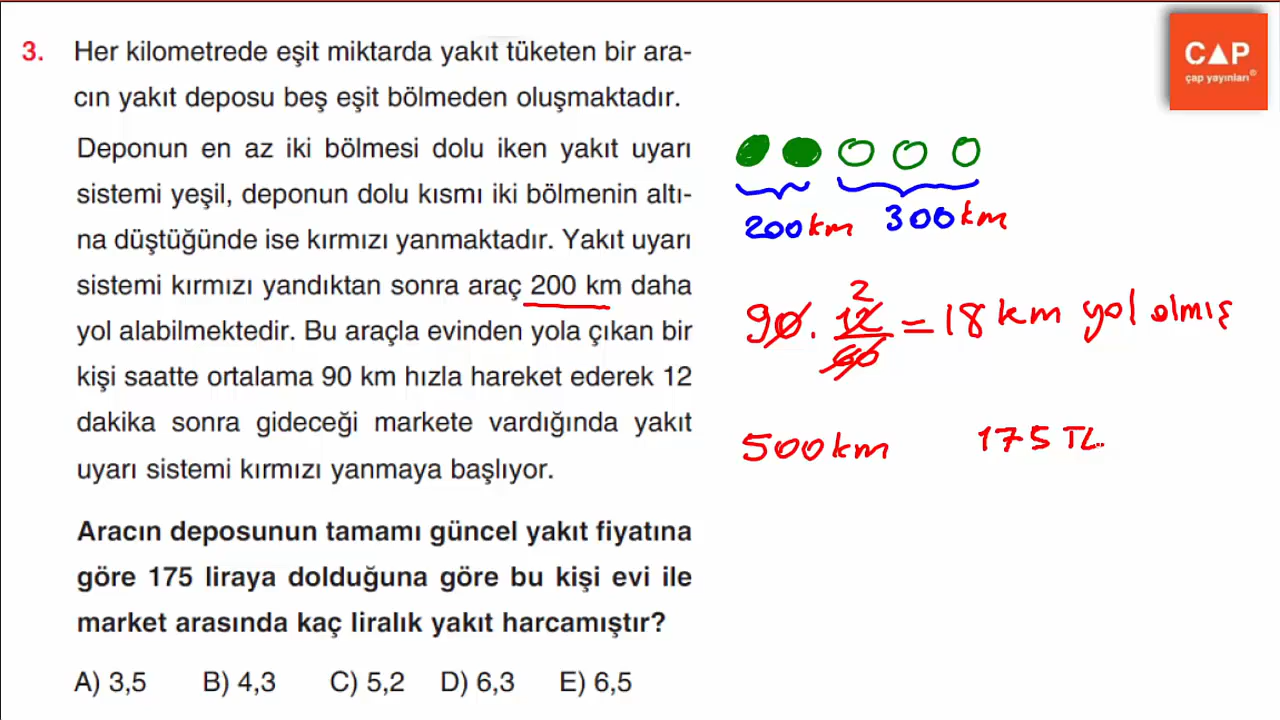 ÇAP
çap yayınları®
3. Her kilometrede eşit miktarda yakıt tüketen bir ara-
cın yakıt deposu beş eşit bölmeden oluşmaktadır.
Deponun en az iki bölmesi dolu iken yakıt uyarı
sistemi yeşil, deponun dolu kısmı iki bölmenin altı-
na düştüğünde ise kırmızı yanmaktadır. Yakıt uyarı
sistemi kırmızı yandıktan sonra araç 200 km daha
yol alabilmektedir. Bu araçla evinden yola çıkan bir
kişi saatte ortalama 90 km hızla hareket ederek 12
dakika sonra gideceği markete vardığında yakıt
uyarı sistemi kırmızı yanmaya başlıyor.
Aracın deposunun tamamı güncel yakıt fiyatına
göre 175 liraya dolduğuna göre bu kişi evi ile
market arasında kaç liralık yakıt harcamıştır?
A) 3,5 B) 4,3 C) 5,2 D) 6,3 E) 6,5
200km 300km
2
90 . 12/60 = 18 km yol almış
500km 175 TL